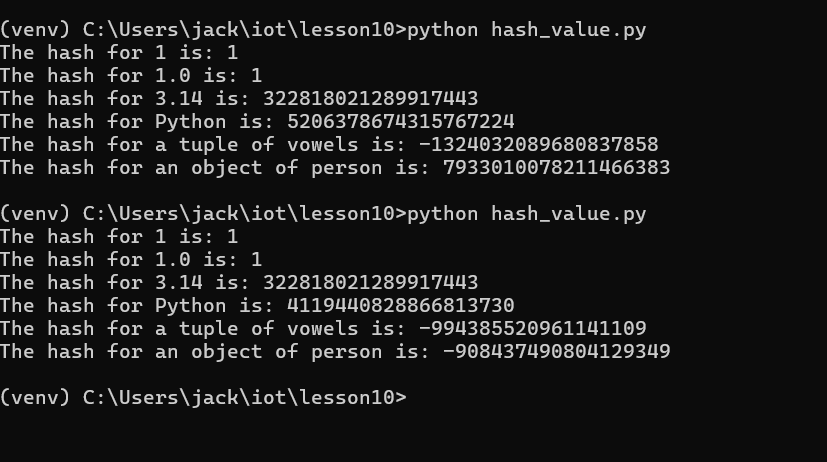 (venv) C:\Users\jack\iot\lesson10>python hash_value.py
The hash for 1 is: 1
The hash for 1.0 is: 1
The hash for 3.14 is: 322818021289917443
The hash for Python is: 5206378674315767224
The hash for a tuple of vowels is: -1324032089680837858
The hash for an object of person is: 7933010078211466383
(venv) C:\Users\jack\iot\lesson10>python hash_value.py
The hash for 1 is: 1
The hash for 1.0 is: 1
The hash for 3.14 is: 322818021289917443
The hash for Python is: 4119440828866813730
The hash for a tuple of vowels is: -994385520961141109
The hash for an object of person is: -908437490804129349
(venv) C:\Users\jack\iot\lesson10>